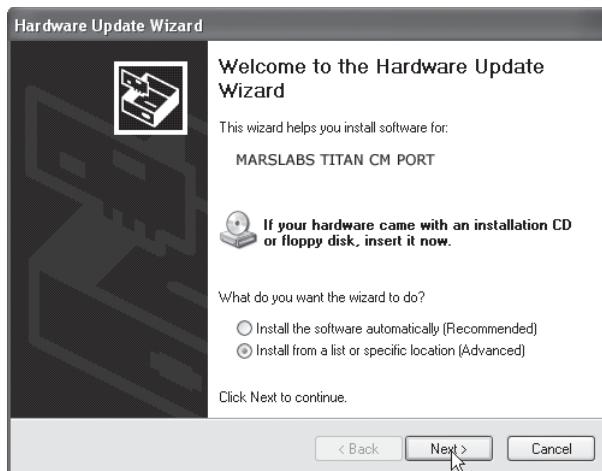 Hardware Update Wizard
Welcome to the Hardware Update
Wizard
This wizard helps you install software for:
MARSLABS TITAN CM PORT
If your hardware came with an installation CD
or floppy disk, insert it now.
What do you want the wizard to do?
Install the software automatically (Recommended)
Install from a list or specific location (Advanced)
Click Next to continue.
< Back Next > Cancel